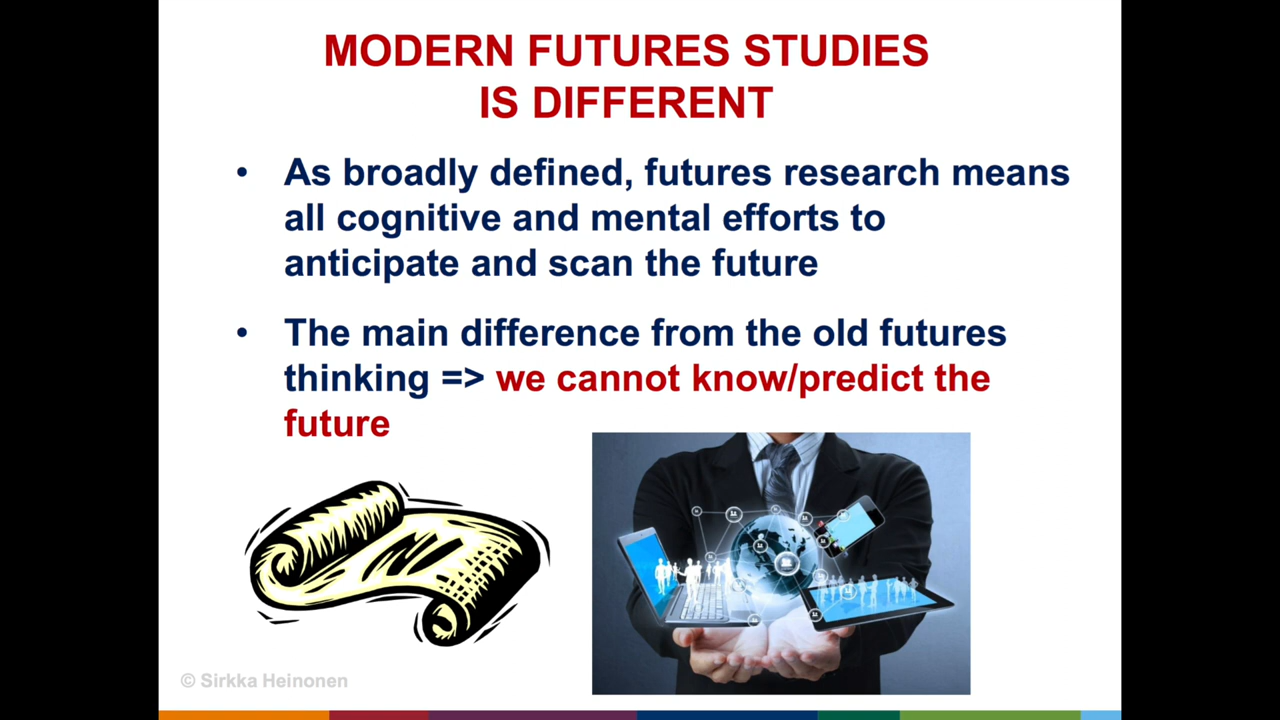 MODERN FUTURES STUDIES
IS DIFFERENT
• As broadly defined, futures research means
all cognitive and mental efforts to
anticipate and scan the future
• The main difference from the old futures
thinking => we cannot know/predict the
future
© Sirkka Heinonen